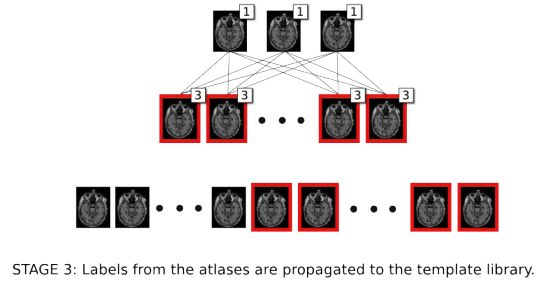 1 1 1
3 3 3 3
STAGE 3: Labels from the atlases are propagated to the template library.